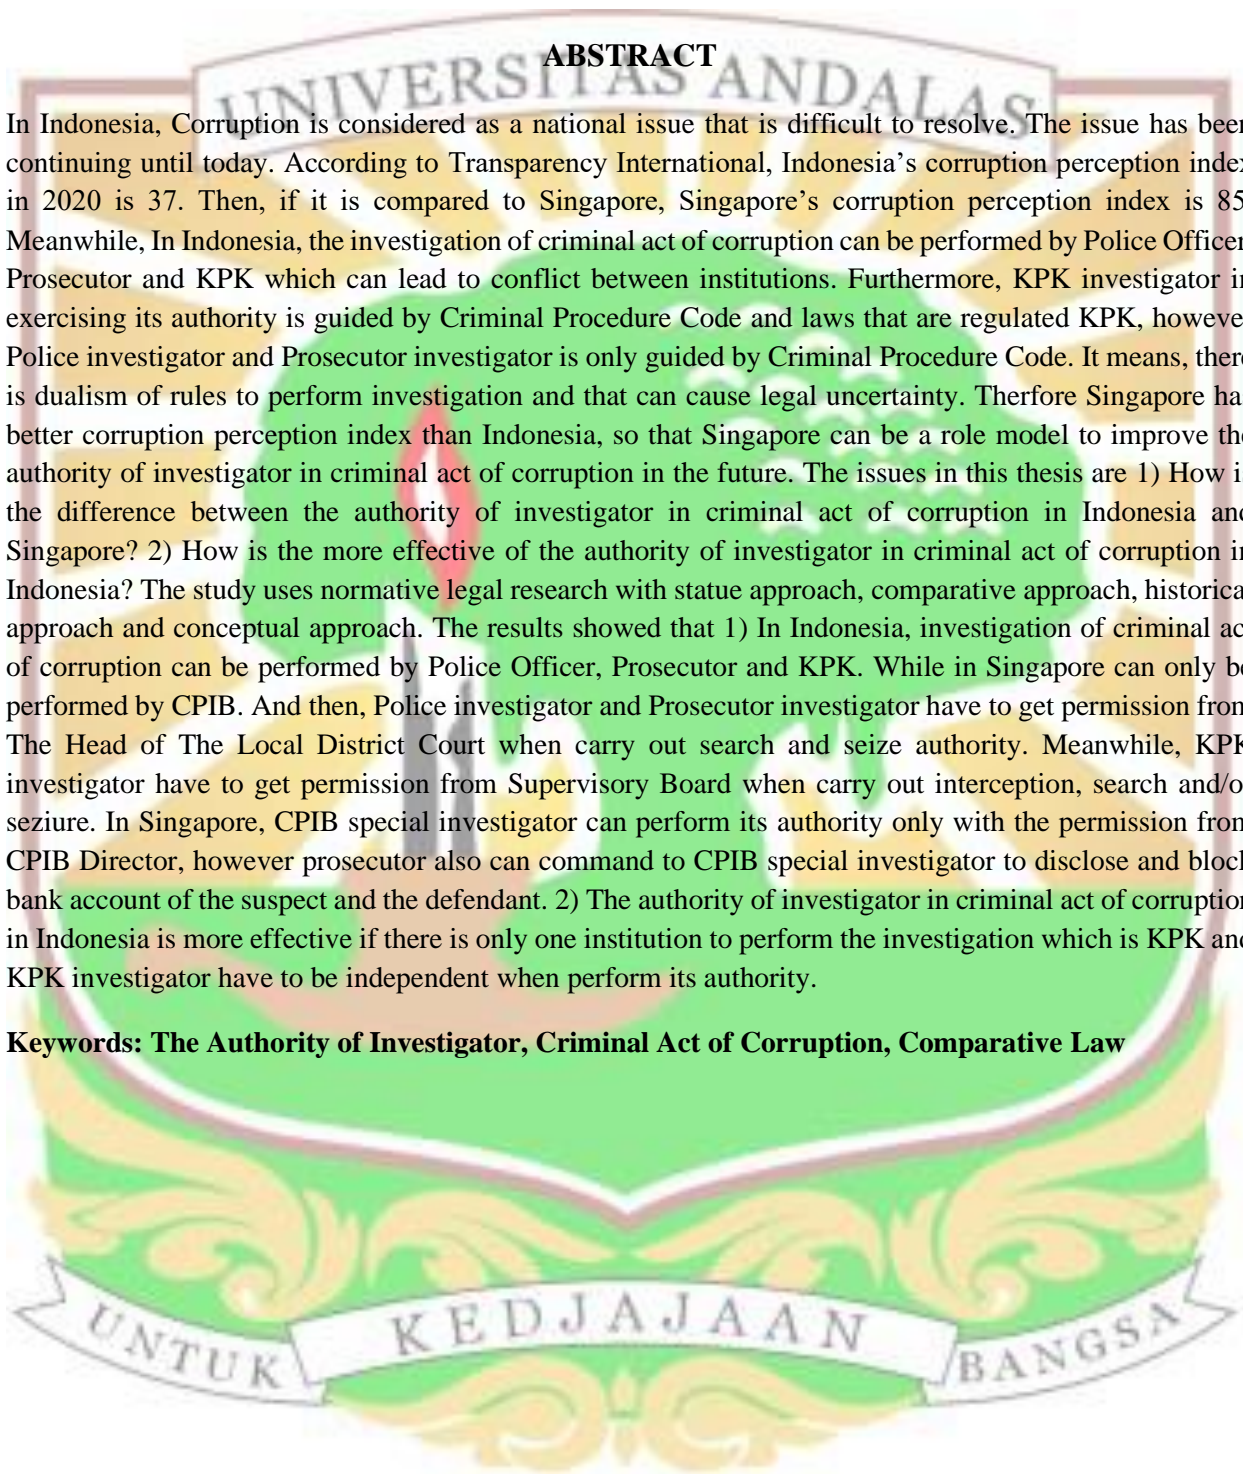 ABSTRACT
UNIVERSITAS ANDALAS
In Indonesia, Corruption is considered as a national issue that is difficult to resolve. The issue has been
continuing until today. According to Transparency International, Indonesia’s corruption perception index
in 2020 is 37. Then, if it is compared to Singapore, Singapore’s corruption perception index is 85
Meanwhile, In Indonesia, the investigation of criminal act of corruption can be performed by Police Officer
Prosecutor and KPK which can lead to conflict between institutions. Furthermore, KPK investigator in
exercising its authority is guided by Criminal Procedure Code and laws that are regulated KPK, however
Police investigator and Prosecutor investigator is only guided by Criminal Procedure Code. It means, there
is dualism of rules to perform investigation and that can cause legal uncertainty. Therfore Singapore has
better corruption perception index than Indonesia, so that Singapore can be a role model to improve the
authority of investigator in criminal act of corruption in the future. The issues in this thesis are 1) How is
the difference between the authority of investigator in criminal act of corruption in Indonesia and
Singapore? 2) How is the more effective of the authority of investigator in criminal act of corruption in
Indonesia? The study uses normative legal research with statue approach, comparative approach, historical
approach and conceptual approach. The results showed that 1) In Indonesia, investigation of criminal act
of corruption can be performed by Police Officer, Prosecutor and KPK. While in Singapore can only be
performed by CPIB. And then, Police investigator and Prosecutor investigator have to get permission from
The Head of The Local District Court when carry out search and seize authority. Meanwhile, KPK
investigator have to get permission from Supervisory Board when carry out interception, search and/or
seziure. In Singapore, CPIB special investigator can perform its authority only with the permission from
CPIB Director, however prosecutor also can command to CPIB special investigator to disclose and block
bank account of the suspect and the defendant. 2) The authority of investigator in criminal act of corruption
in Indonesia is more effective if there is only one institution to perform the investigation which is KPK and
KPK investigator have to be independent when perform its authority.
Keywords: The Authority of Investigator, Criminal Act of Corruption, Comparative Law
UNTUK KEDJAJAAN BANGSA